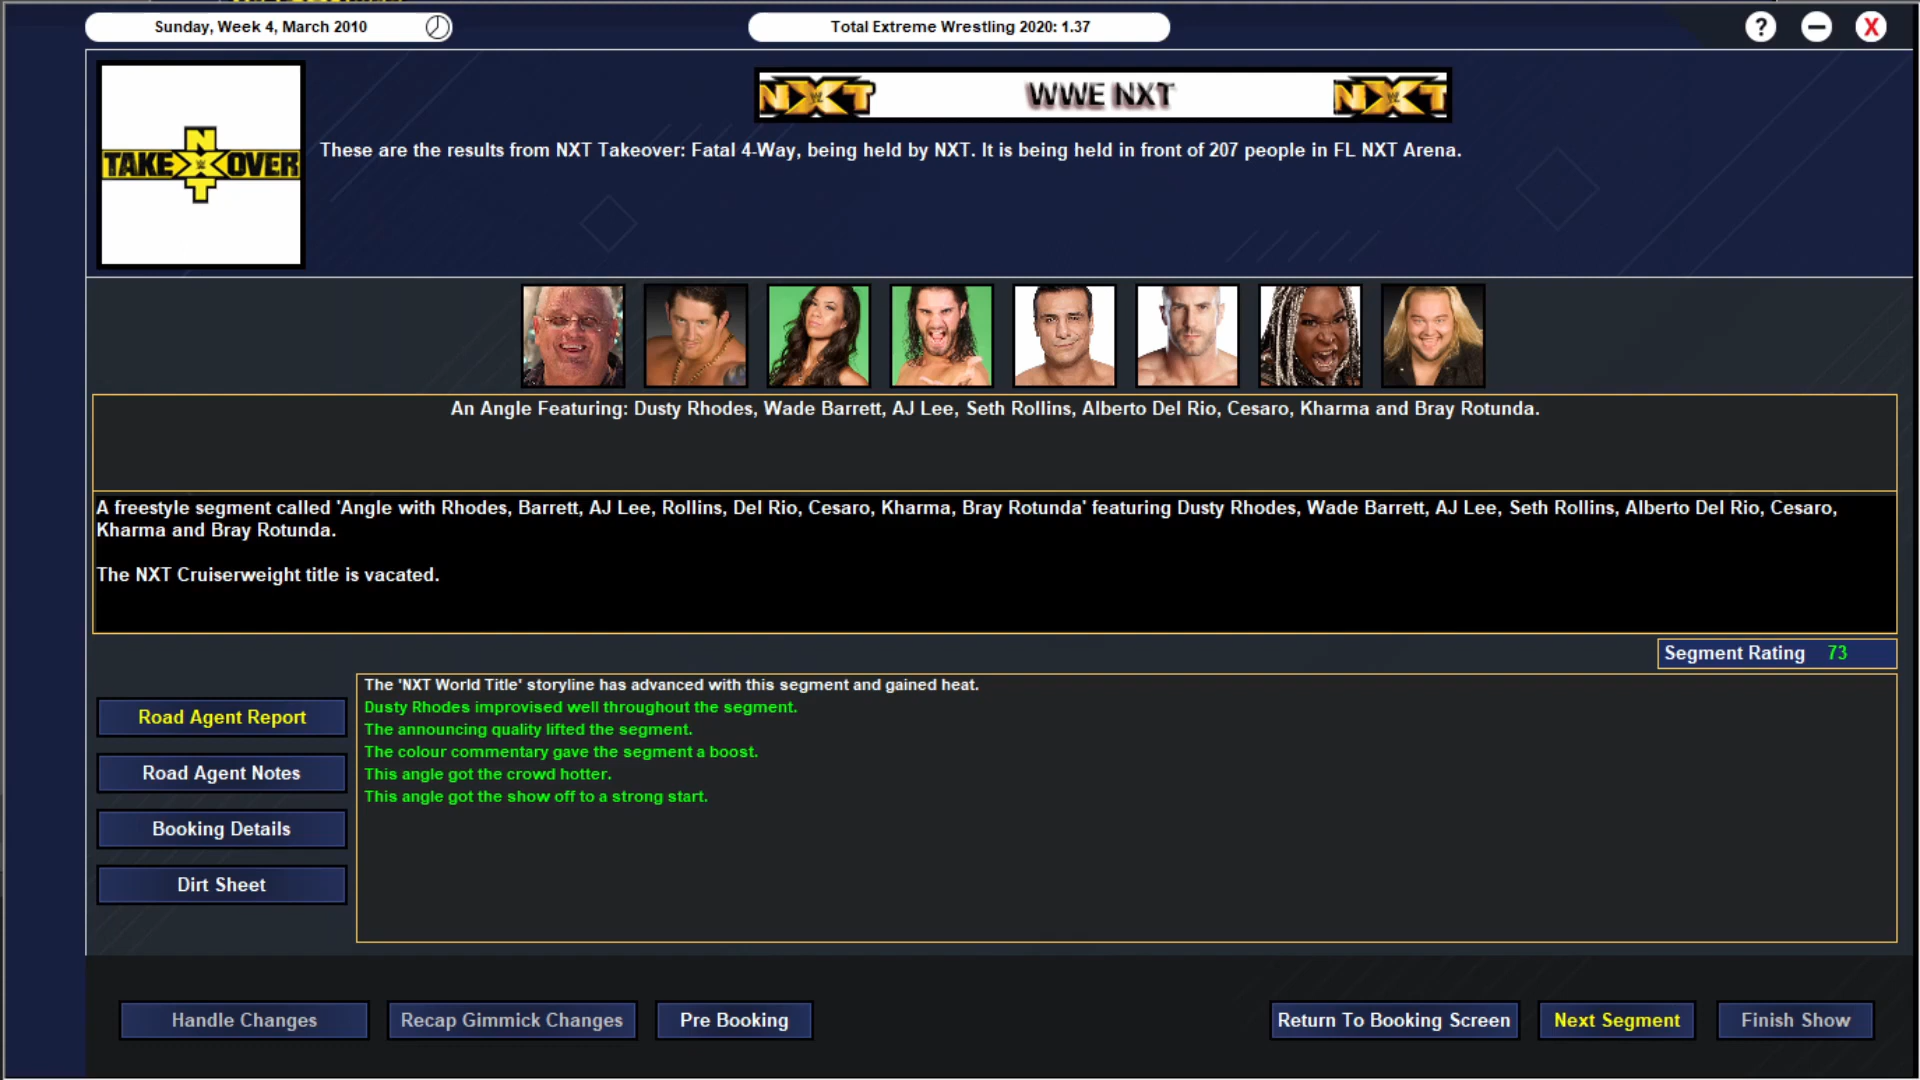 Sunday, Week 4, March 2010
Total Extreme Wrestling 2020: 1.37
?
X
NXT
WWE NXT
NXT
N
TAKE OVER
T
These are the results from NXT Takeover: Fatal 4-Way, being held by NXT. It is being held in front of 207 people in FL NXT Arena.
An Angle Featuring: Dusty Rhodes, Wade Barrett, AJ Lee, Seth Rollins, Alberto Del Rio, Cesaro, Kharma and Bray Rotunda.
A freestyle segment called 'Angle with Rhodes, Barrett, AJ Lee, Rollins, Del Rio, Cesaro, Kharma, Bray Rotunda' featuring Dusty Rhodes, Wade Barrett, AJ Lee, Seth Rollins, Alberto Del Rio, Cesaro,
Kharma and Bray Rotunda.
The NXT Cruiserweight title is vacated.
Segment Rating 73
The 'NXT World Title' storyline has advanced with this segment and gained heat.
Dusty Rhodes improvised well throughout the segment.
The announcing quality lifted the segment.
The colour commentary gave the segment a boost.
This angle got the crowd hotter.
This angle got the show off to a strong start.
Road Agent Report
Road Agent Notes
Booking Details
Dirt Sheet
Handle Changes
Recap Gimmick Changes
Pre Booking
Return To Booking Screen
Next Segment
Finish Show